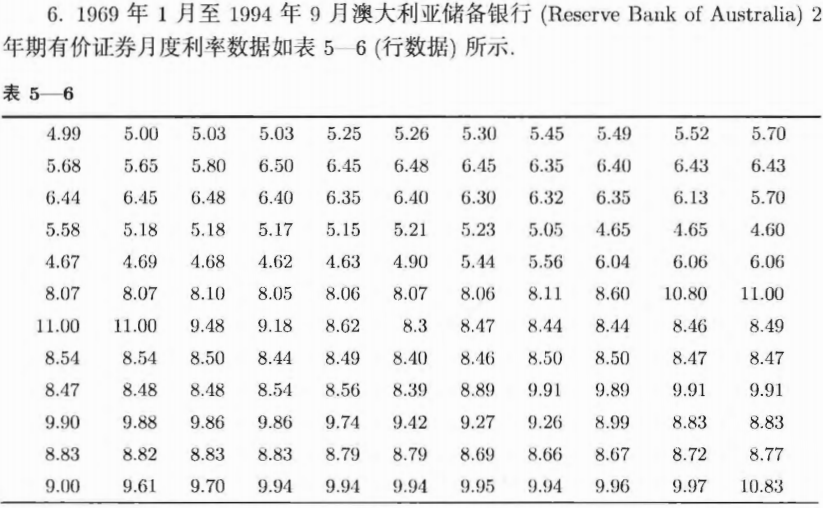 6. 1969 年 1 月至 1994 年 9 月澳大利亚储备银行 (Reserve Bank of Australia) 2
年期有价证券月度利率数据如表 5—6 (行数据) 所示.
表 5—6
4.99 5.00 5.03 5.03 5.25 5.26 5.30 5.45 5.49 5.52 5.70
5.68 5.65 5.80 6.50 6.45 6.48 6.45 6.35 6.40 6.43 6.43
6.44 6.45 6.48 6.40 6.35 6.40 6.30 6.32 6.35 6.13 5.70
5.58 5.18 5.18 5.17 5.15 5.21 5.23 5.05 4.65 4.65 4.60
4.67 4.69 4.68 4.62 4.63 4.90 5.44 5.56 6.04 6.06 6.06
8.07 8.07 8.10 8.05 8.06 8.07 8.06 8.11 8.60 10.80 11.00
11.00 11.00 9.48 9.18 8.62 8.3 8.47 8.44 8.44 8.46 8.49
8.54 8.54 8.50 8.44 8.49 8.40 8.46 8.50 8.50 8.47 8.47
8.47 8.48 8.48 8.54 8.56 8.39 8.89 9.91 9.89 9.91 9.91
9.90 9.88 9.86 9.86 9.74 9.42 9.27 9.26 8.99 8.83 8.83
8.83 8.82 8.83 8.83 8.79 8.79 8.69 8.66 8.67 8.72 8.77
9.00 9.61 9.70 9.94 9.94 9.94 9.95 9.94 9.96 9.97 10.83